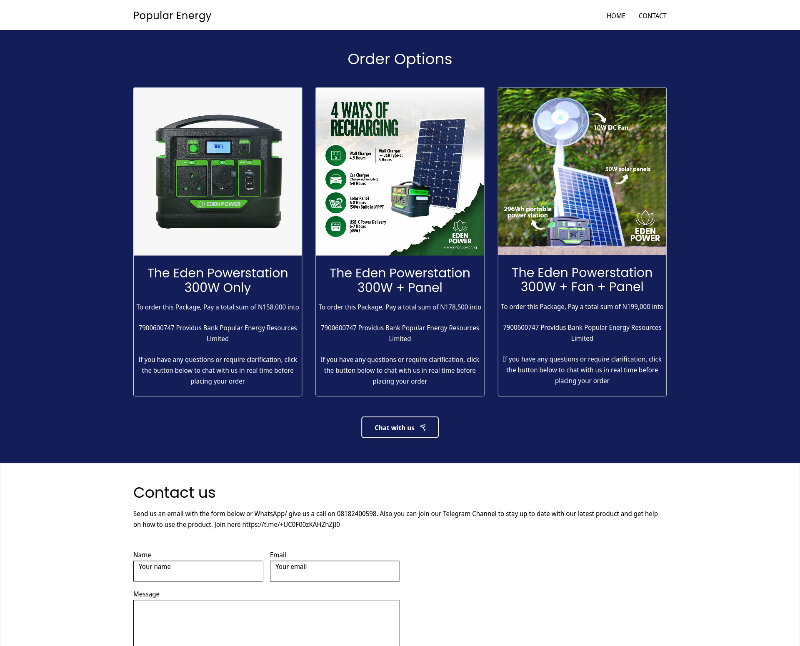 Popular Energy
HOME
CONTACT
Order Options
EDENPOWER
4 WAYS OF
RECHARGING
Wall Charger
Car Charger
Solar Panel
USB-C Power Delivery
EDEN
POWER
10W DC Fan
50W solar panels
296Wh portable
power station
EDEN
POWER
The Eden Powerstation
300W Only
To order this Package, Pay a total sum of N158,000 into
7900600747 Providus Bank Popular Energy Resources
Limited
If you have any questions or require clarification, click
the button below to chat with us in real time before
placing your order
The Eden Powerstation
300W + Panel
To order this Package, Pay a total sum of N178,500 into
7900600747 Providus Bank Popular Energy Resources
Limited
If you have any questions or require clarification, click
the button below to chat with us in real time before
placing your order
The Eden Powerstation
300W + Fan + Panel
To order this Package, Pay a total sum of N199,000 into
7900600747 Providus Bank Popular Energy Resources
Limited
If you have any questions or require clarification, click
the button below to chat with us in real time before
placing your order
Chat with us
Contact us
Send us an email with the form below or WhatsApp/ give us a call on 08182400598. Also you can join our Telegram Channel to stay up to date with our latest product and get help
on how to use the product. Join here
Name
Email
Your name
Your email
Message